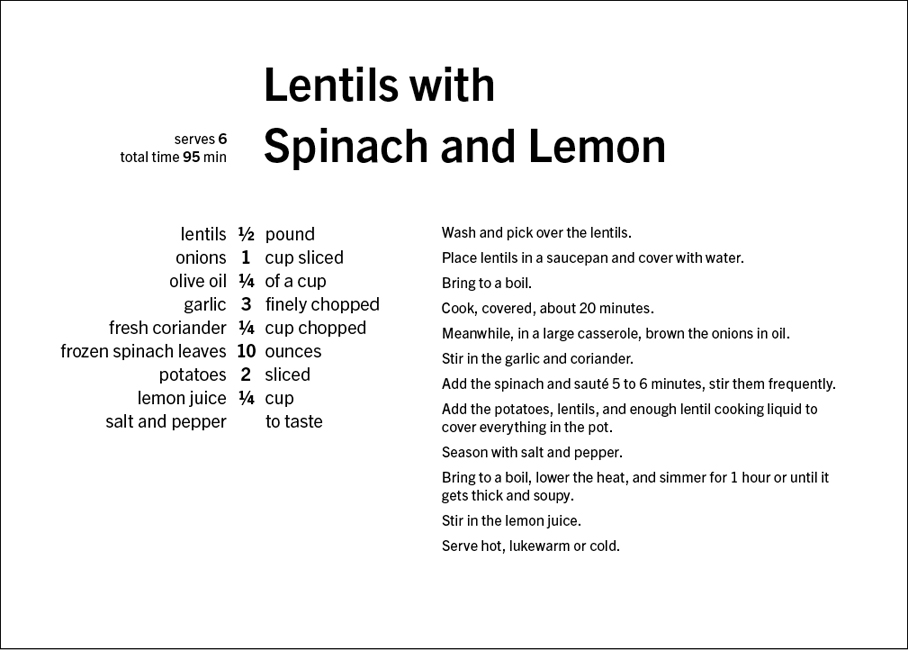 Lentils with
Spinach and Lemon
serves 6
total time 95 min
lentils ½ pound
onions 1 cup sliced
olive oil ¼ of a cup
garlic 3 finely chopped
fresh coriander ¼ cup chopped
frozen spinach leaves 10 ounces
potatoes 2 sliced
lemon juice ¼ cup
salt and pepper to taste
Wash and pick over the lentils.
Place lentils in a saucepan and cover with water.
Bring to a boil.
Cook, covered, about 20 minutes.
Meanwhile, in a large casserole, brown the onions in oil.
Stir in the garlic and coriander.
Add the spinach and sauté 5 to 6 minutes, stir them frequently.
Add the potatoes, lentils, and enough lentil cooking liquid to
cover everything in the pot.
Season with salt and pepper.
Bring to a boil, lower the heat, and simmer for 1 hour or until it
gets thick and soupy.
Stir in the lemon juice.
Serve hot, lukewarm or cold.